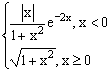 { |x| / (1 + x²) e^(−2x), x < 0
√(1 + x²), x ≥ 0